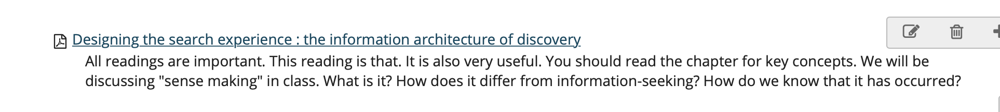 Designing the search experience : the information architecture of discovery
All readings are important. This reading is that. It is also very useful. You should read the chapter for key concepts. We will be
discussing "sense making" in class. What is it? How does it differ from information-seeking? How do we know that it has occurred?